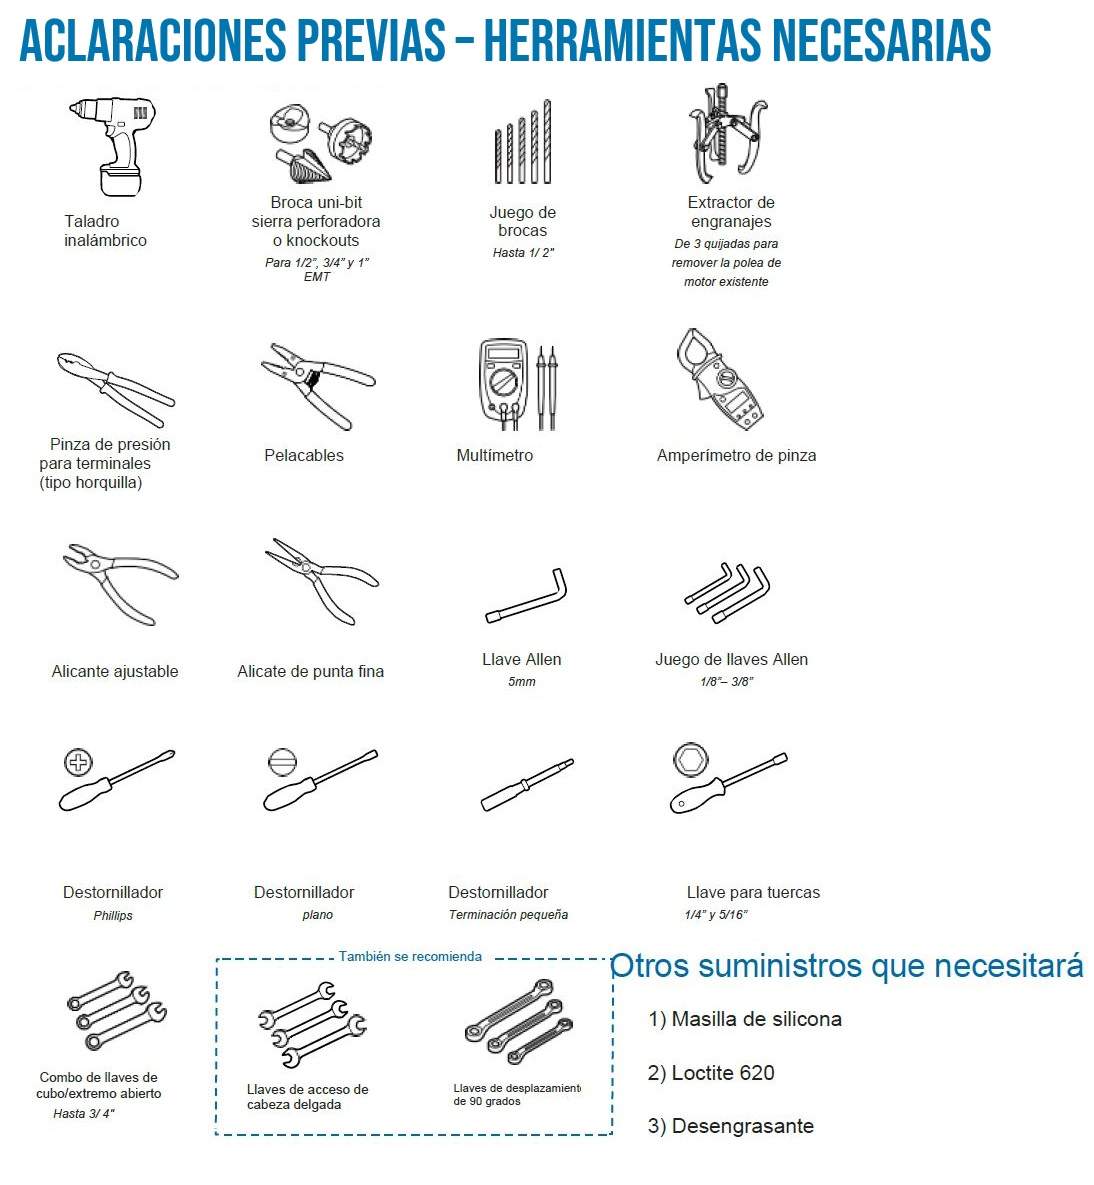 ACLARACIONES PREVIAS – HERRAMIENTAS NECESARIAS
Taladro
inalámbrico
Broca uni-bit
sierra perforadora
o knockouts
Para 1/2”, 3/4” y 1”
EMT
Juego de
brocas
Hasta 1/ 2"
Extractor de
engranajes
De 3 quijadas para
remover la polea de
motor existente
Pinza de presión
para terminales
(tipo horquilla)
Pelacables
Multímetro
Amperímetro de pinza
Alicante ajustable
Alicate de punta fina
Llave Allen
5mm
Juego de llaves Allen
1/8”– 3/8”
Destornillador
Phillips
Destornillador
plano
Destornillador
Terminación pequeña
Llave para tuercas
1/4” y 5/16”
Combo de llaves de
cubo/extremo abierto
Hasta 3/ 4"
También se recomienda
Llaves de acceso de
cabeza delgada
Llaves de desplazamient
de 90 grados
Otros suministros que necesitará
1) Masilla de silicona
2) Loctite 620
3) Desengrasante